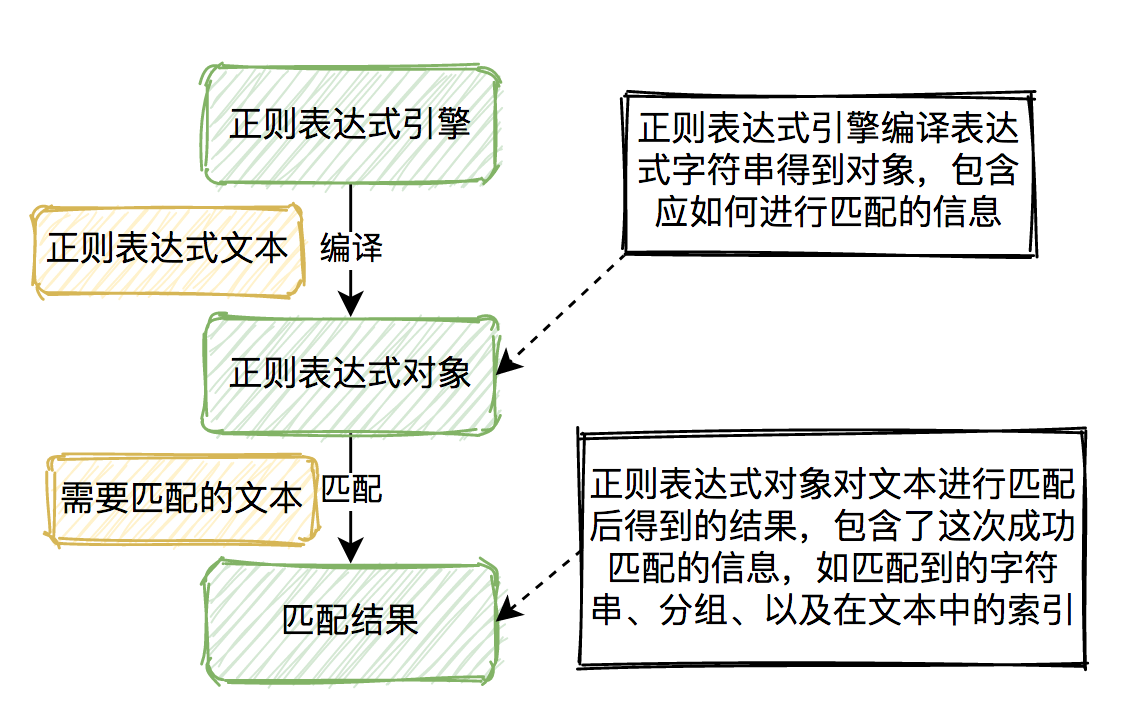 正则表达式引擎
正则表达式引擎编译表达
式字符串得到对象，包含
应如何进行匹配的信息
正则表达式文本
编译
正则表达式对象
需要匹配的文本
匹配
正则表达式对象对文本进行匹配
后得到的结果，包含了这次成功
匹配的信息，如匹配到的字符
串、分组、以及在文本中的索引
匹配结果